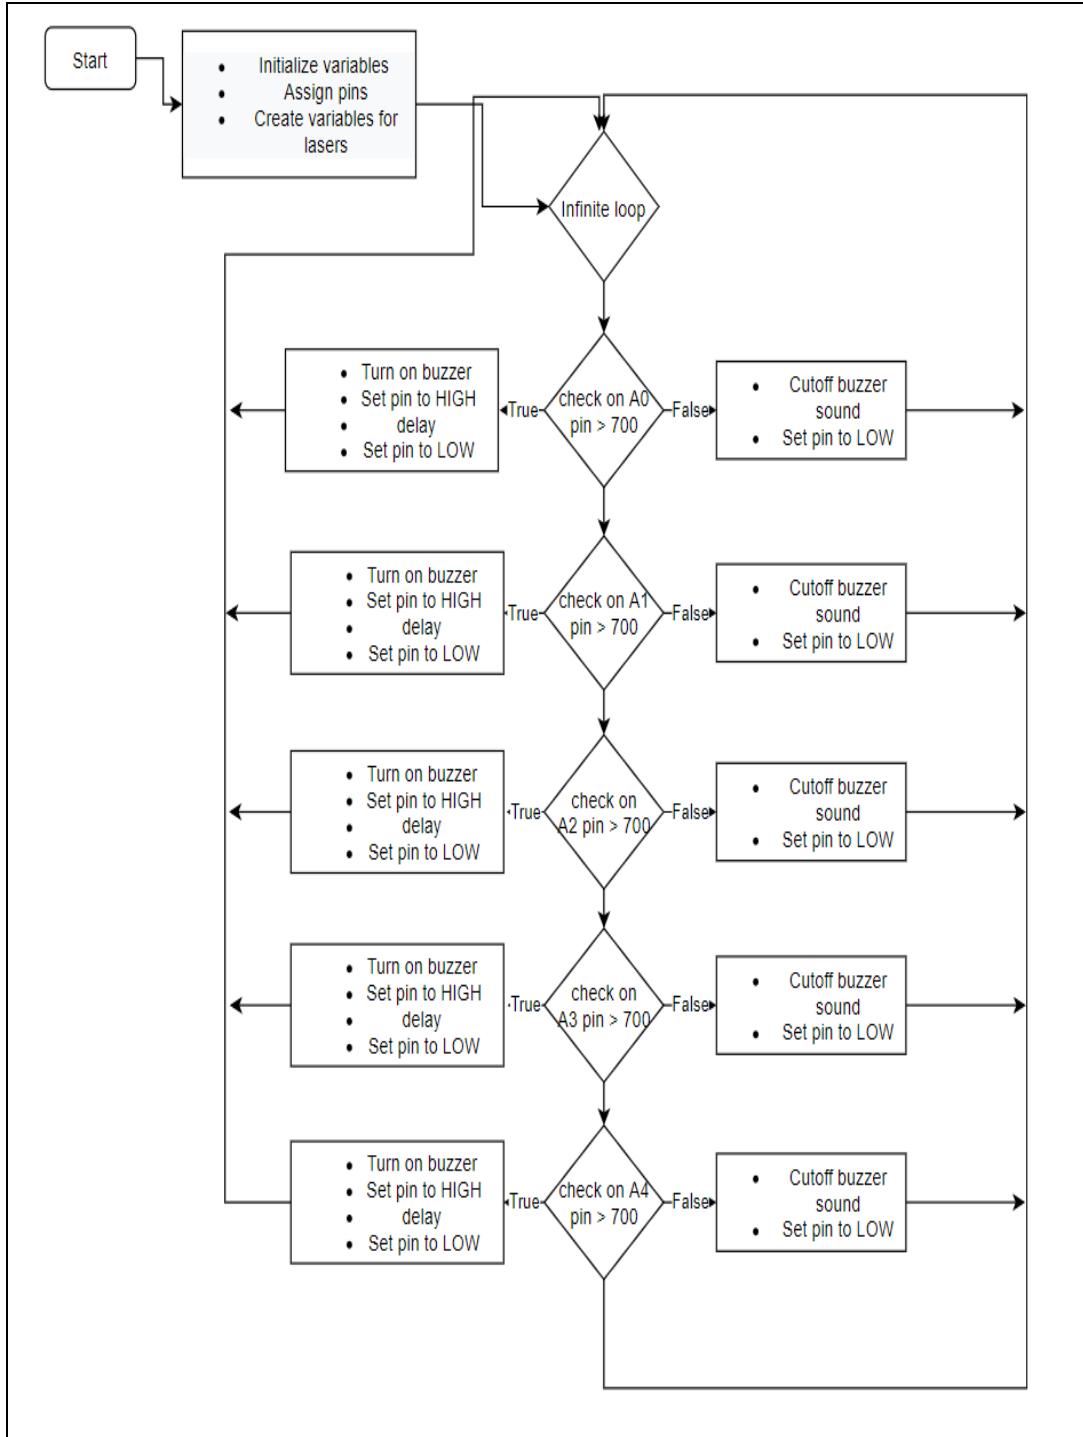 Start
• Initialize variables
• Assign pins
• Create variables for
lasers
Infinite loop
• Turn on buzzer
• Set pin to HIGH
• delay
• Set pin to LOW
True
check on A0
pin > 700
False
• Cutoff buzzer
sound
• Set pin to LOW
• Turn on buzzer
• Set pin to HIGH
• delay
• Set pin to LOW
True
check on A1
pin > 700
False
• Cutoff buzzer
sound
• Set pin to LOW
• Turn on buzzer
• Set pin to HIGH
• delay
• Set pin to LOW
True
check on
A2 pin > 700
False
• Cutoff buzzer
sound
• Set pin to LOW
• Turn on buzzer
• Set pin to HIGH
• delay
• Set pin to LOW
True
check on
A3 pin > 700
False
• Cutoff buzzer
sound
• Set pin to LOW
• Turn on buzzer
• Set pin to HIGH
• delay
• Set pin to LOW
True
check on A4
pin > 700
False
• Cutoff buzzer
sound
• Set pin to LOW